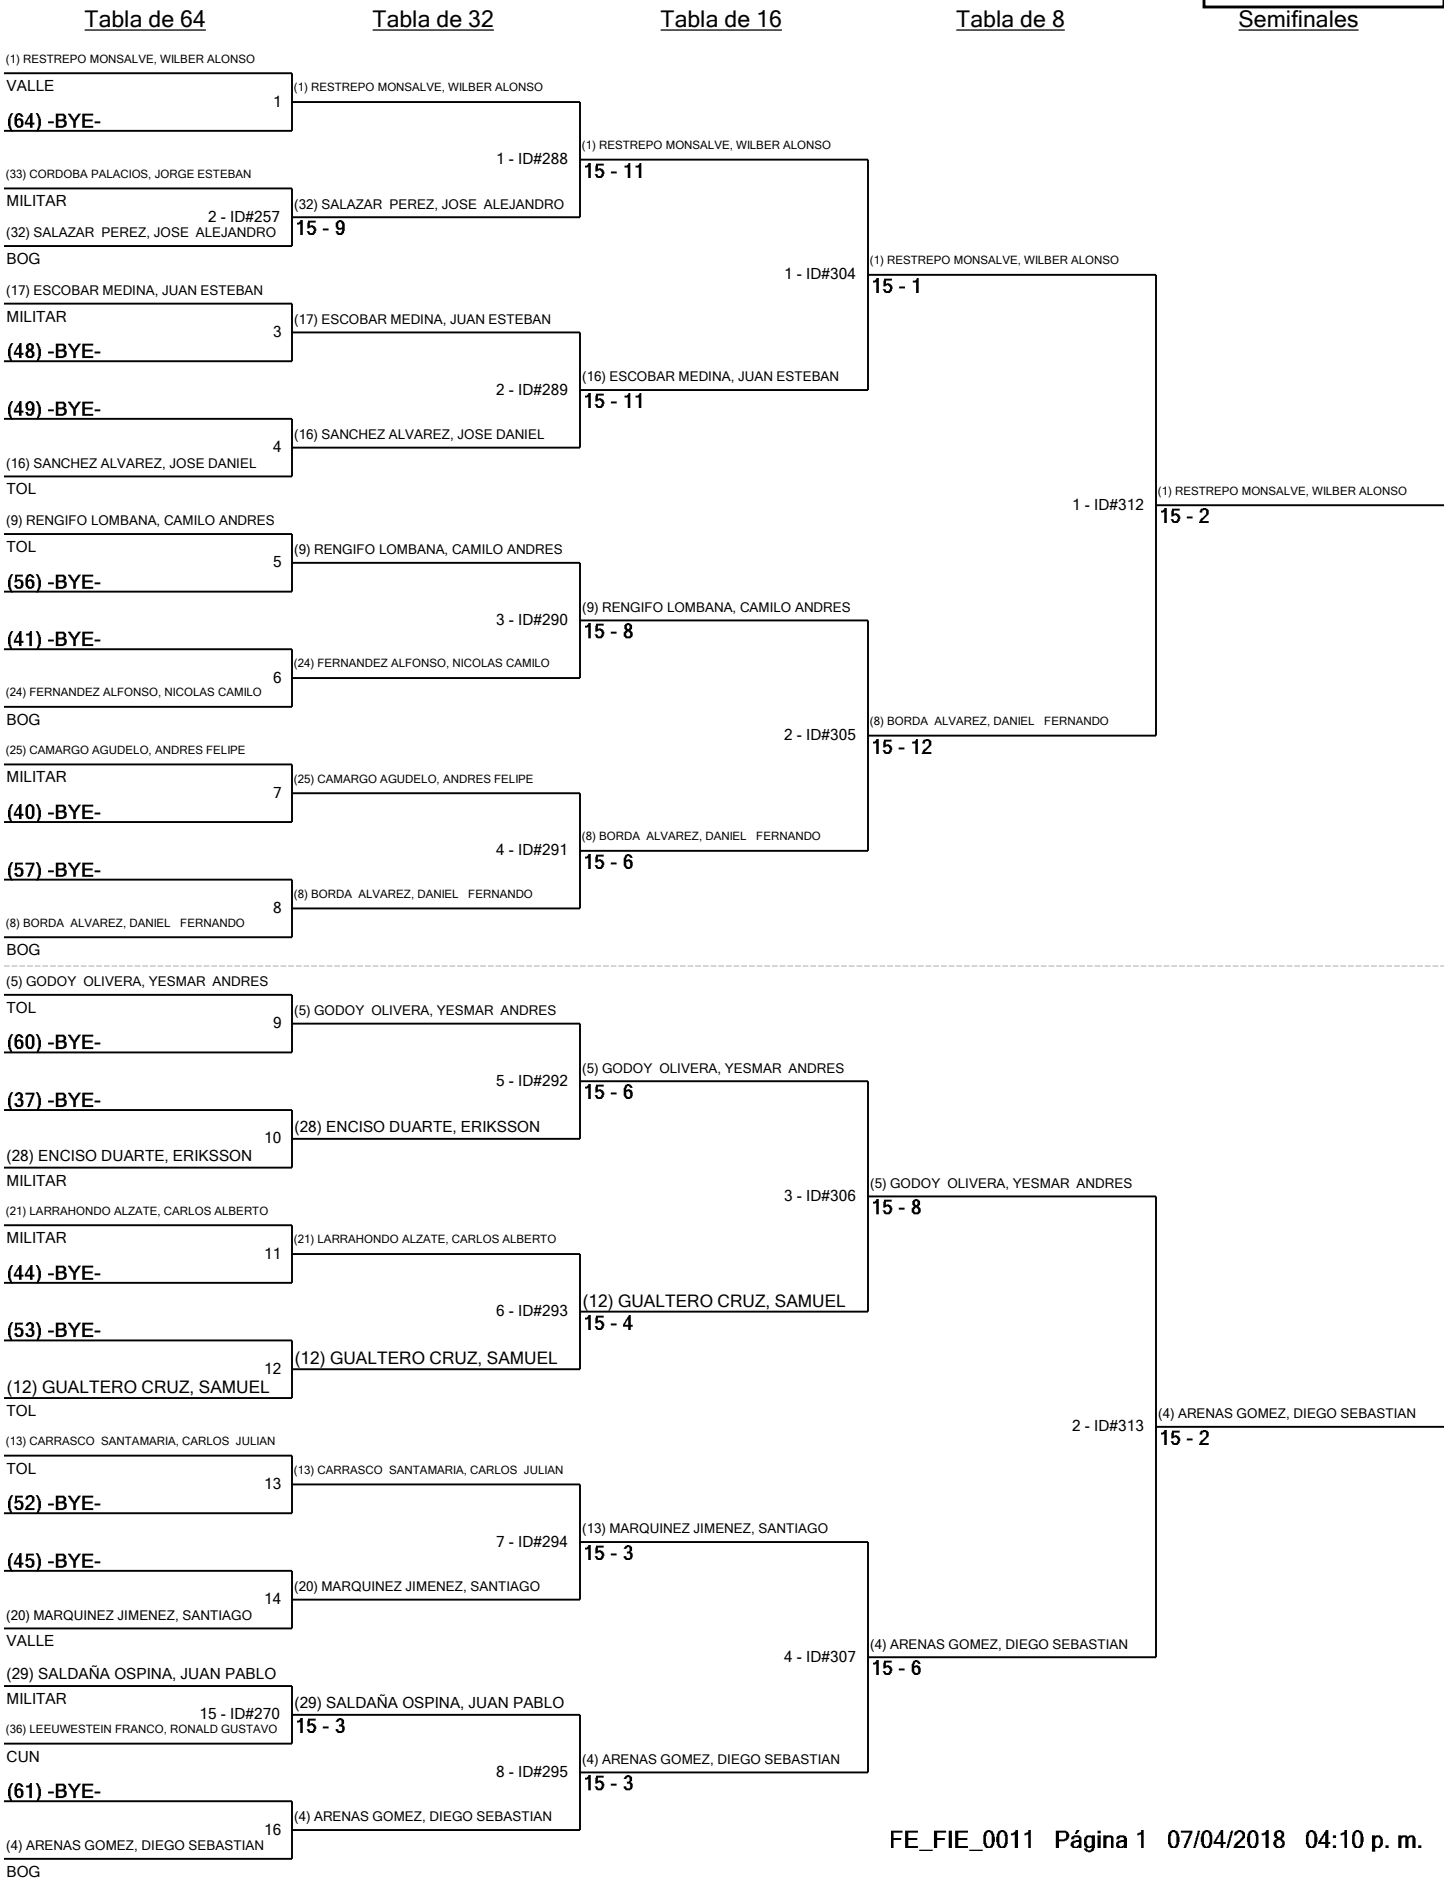 Tabla de 64 Tabla de 32 Tabla de 16 Tabla de 8 Semifinales
(1) RESTREPO MONSALVE, WILBER ALONSO
VALLE
1
(1) RESTREPO MONSALVE, WILBER ALONSO
(64) -BYE-
1 - ID#288
(1) RESTREPO MONSALVE, WILBER ALONSO
15 - 11
(33) CORDOBA PALACIOS, JORGE ESTEBAN
MILITAR
2 - ID#257
(32) SALAZAR PEREZ, JOSE ALEJANDRO
15 - 9
(32) SALAZAR PEREZ, JOSE ALEJANDRO
BOG
1 - ID#304
(1) RESTREPO MONSALVE, WILBER ALONSO
15 - 1
(17) ESCOBAR MEDINA, JUAN ESTEBAN
MILITAR
3
(17) ESCOBAR MEDINA, JUAN ESTEBAN
(48) -BYE-
2 - ID#289
(16) ESCOBAR MEDINA, JUAN ESTEBAN
15 - 11
(49) -BYE-
4
(16) SANCHEZ ALVAREZ, JOSE DANIEL
(16) SANCHEZ ALVAREZ, JOSE DANIEL
TOL
1 - ID#312
(1) RESTREPO MONSALVE, WILBER ALONSO
15 - 2
(9) RENGIFO LOMBANA, CAMILO ANDRES
TOL
5
(9) RENGIFO LOMBANA, CAMILO ANDRES
(56) -BYE-
3 - ID#290
(9) RENGIFO LOMBANA, CAMILO ANDRES
15 - 8
(41) -BYE-
6
(24) FERNANDEZ ALFONSO, NICOLAS CAMILO
(24) FERNANDEZ ALFONSO, NICOLAS CAMILO
BOG
2 - ID#305
(8) BORDA ALVAREZ, DANIEL FERNANDO
15 - 12
(25) CAMARGO AGUDELO, ANDRES FELIPE
MILITAR
7
(25) CAMARGO AGUDELO, ANDRES FELIPE
(40) -BYE-
4 - ID#291
(8) BORDA ALVAREZ, DANIEL FERNANDO
15 - 6
(57) -BYE-
8
(8) BORDA ALVAREZ, DANIEL FERNANDO
(8) BORDA ALVAREZ, DANIEL FERNANDO
BOG
(5) GODOY OLIVERA, YESMAR ANDRES
TOL
9
(5) GODOY OLIVERA, YESMAR ANDRES
(60) -BYE-
5 - ID#292
(5) GODOY OLIVERA, YESMAR ANDRES
15 - 6
(37) -BYE-
10
(28) ENCISO DUARTE, ERIKSSON
(28) ENCISO DUARTE, ERIKSSON
MILITAR
3 - ID#306
(5) GODOY OLIVERA, YESMAR ANDRES
15 - 8
(21) LARRAHONDO ALZATE, CARLOS ALBERTO
MILITAR
11
(21) LARRAHONDO ALZATE, CARLOS ALBERTO
(44) -BYE-
6 - ID#293
(12) GUALTERO CRUZ, SAMUEL
15 - 4
(53) -BYE-
12
(12) GUALTERO CRUZ, SAMUEL
(12) GUALTERO CRUZ, SAMUEL
TOL
2 - ID#313
(4) ARENAS GOMEZ, DIEGO SEBASTIAN
15 - 2
(13) CARRASCO SANTAMARIA, CARLOS JULIAN
TOL
13
(13) CARRASCO SANTAMARIA, CARLOS JULIAN
(52) -BYE-
7 - ID#294
(13) MARQUINEZ JIMENEZ, SANTIAGO
15 - 3
(45) -BYE-
14
(20) MARQUINEZ JIMENEZ, SANTIAGO
(20) MARQUINEZ JIMENEZ, SANTIAGO
VALLE
4 - ID#307
(4) ARENAS GOMEZ, DIEGO SEBASTIAN
15 - 6
(29) SALDAÑA OSPINA, JUAN PABLO
MILITAR
15 - ID#270
(29) SALDAÑA OSPINA, JUAN PABLO
15 - 3
(36) LEEUWESTEIN FRANCO, RONALD GUSTAVO
CUN
8 - ID#295
(4) ARENAS GOMEZ, DIEGO SEBASTIAN
15 - 3
(61) -BYE-
16
(4) ARENAS GOMEZ, DIEGO SEBASTIAN
(4) ARENAS GOMEZ, DIEGO SEBASTIAN
BOG
FE_FIE_0011 Página 1 07/04/2018 04:10 p. m.